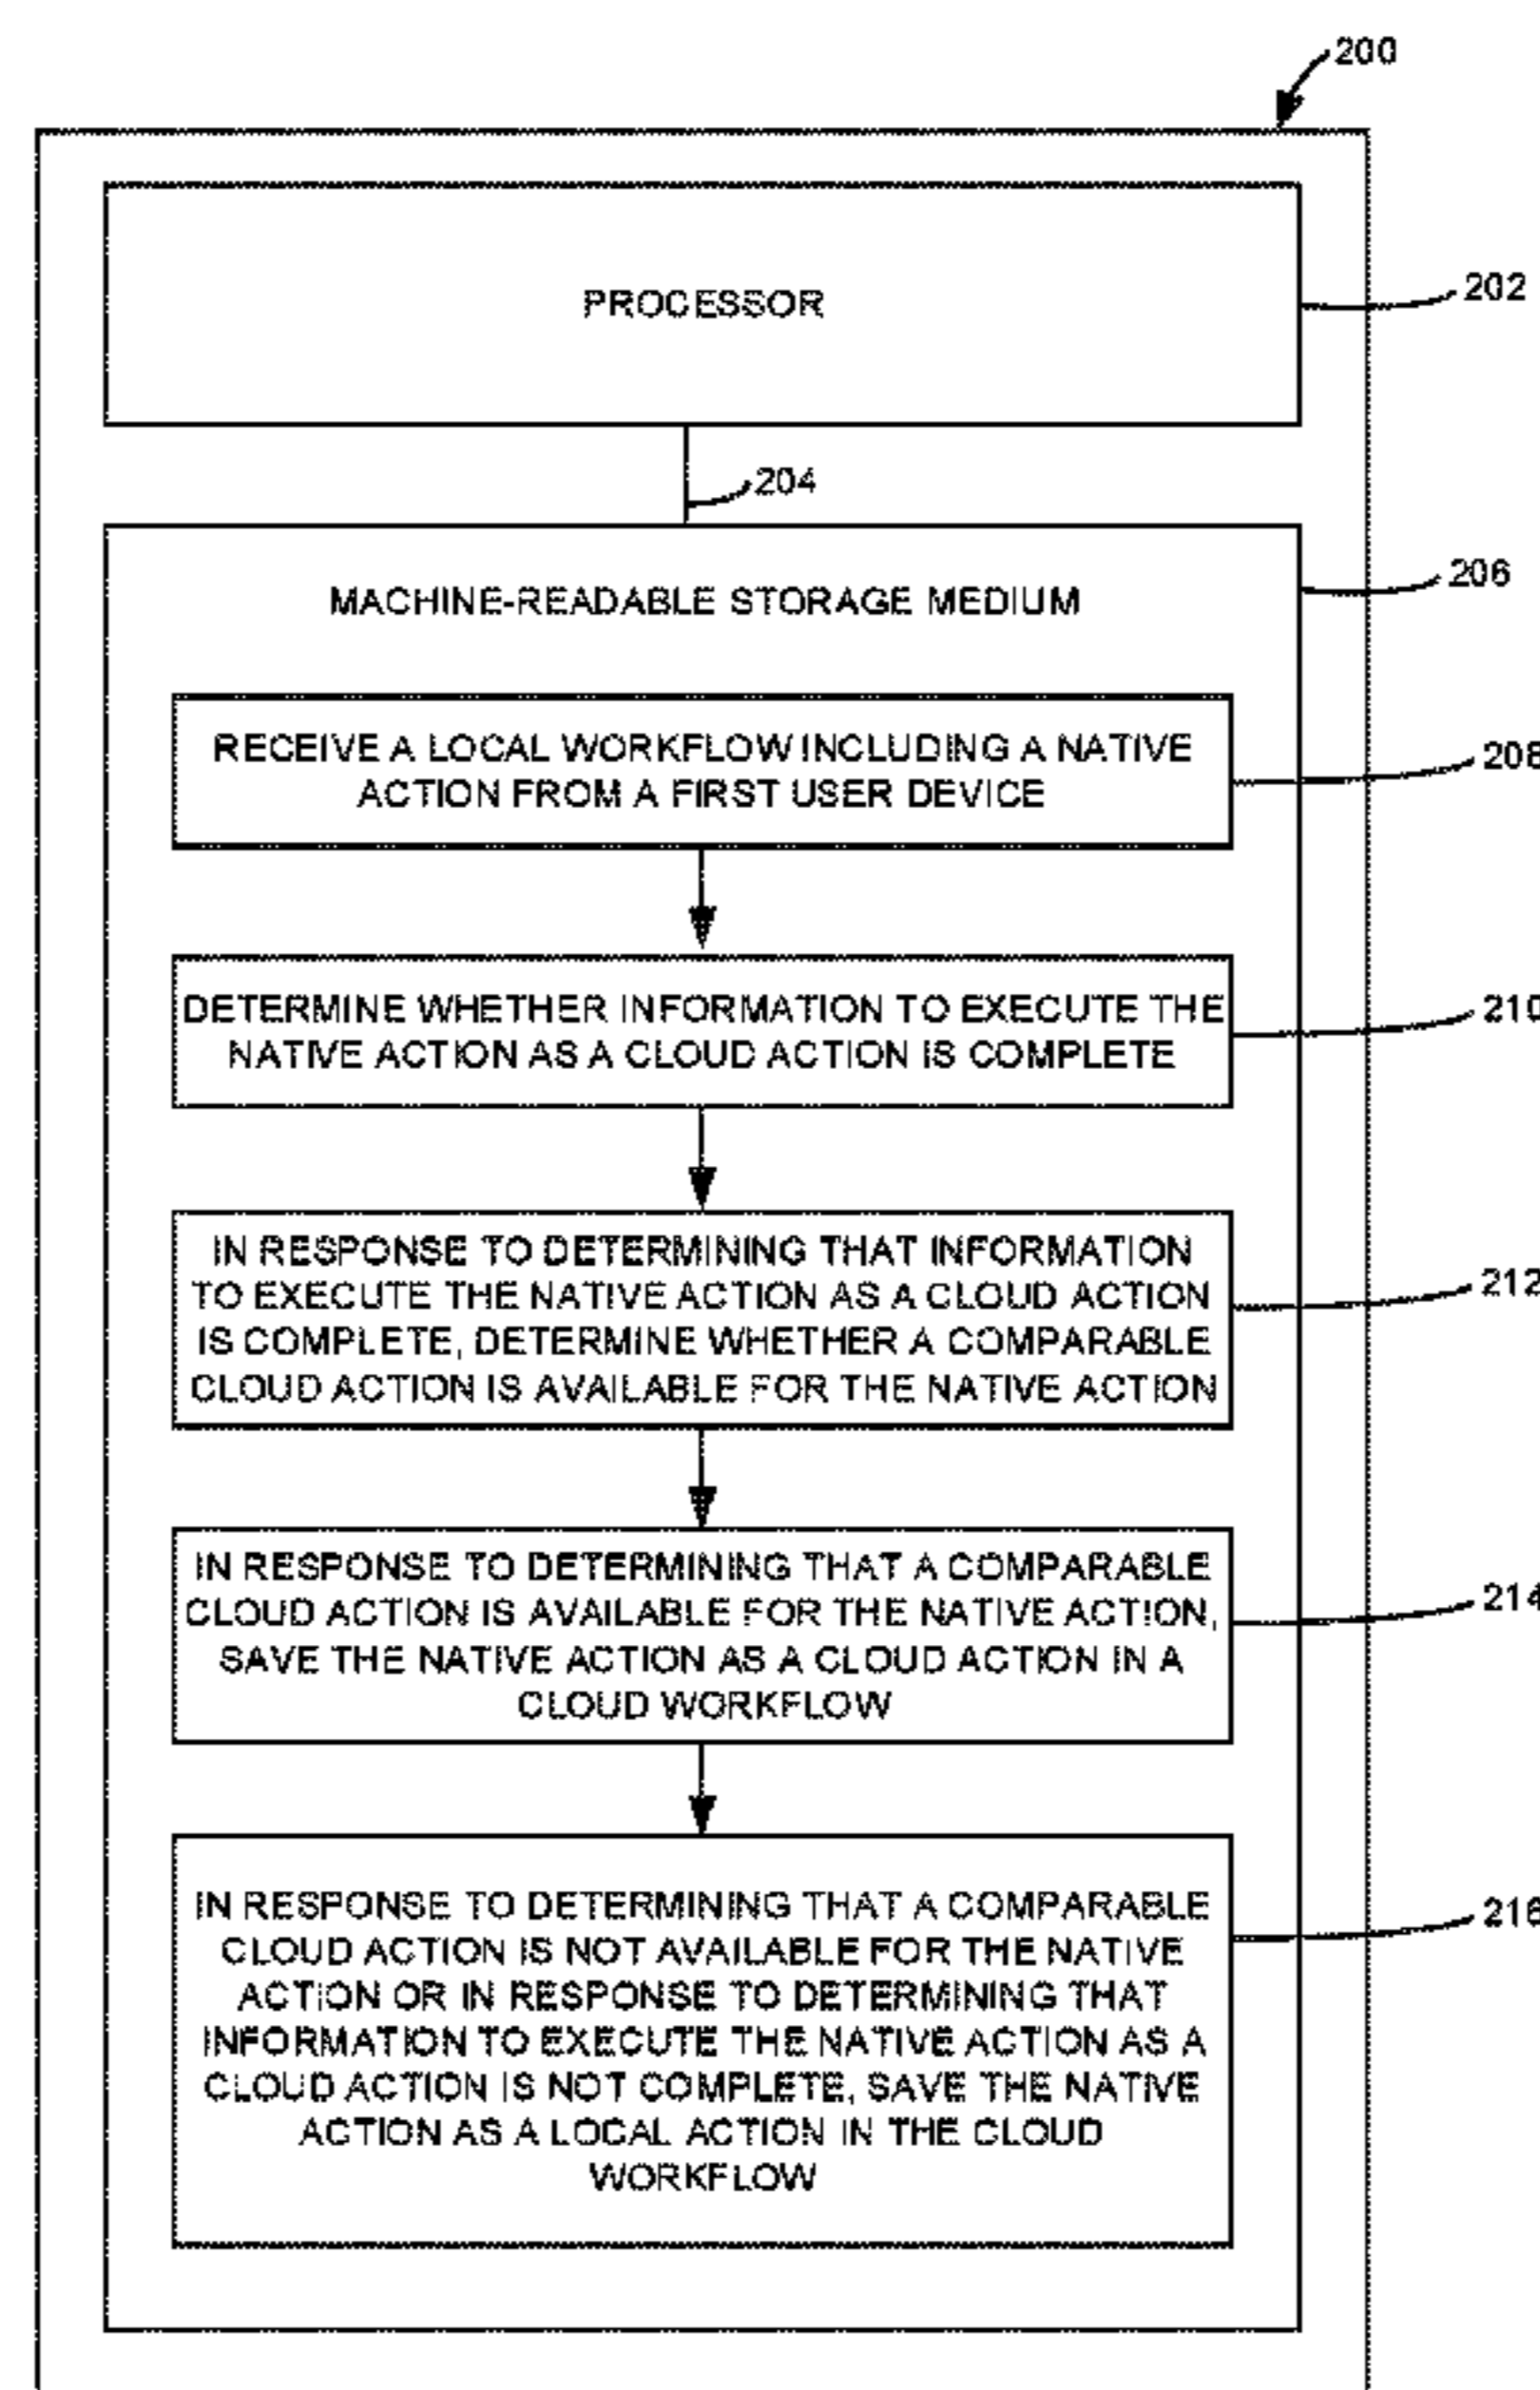 200
PROCESSOR
202
204
MACHINE-READABLE STORAGE MEDIUM
206
RECEIVE A LOCAL WORKFLOW INCLUDING A NATIVE
ACTION FROM A FIRST USER DEVICE
208
DETERMINE WHETHER INFORMATION TO EXECUTE THE
NATIVE ACTION AS A CLOUD ACTION IS COMPLETE
210
IN RESPONSE TO DETERMINING THAT INFORMATION
TO EXECUTE THE NATIVE ACTION AS A CLOUD ACTION
IS COMPLETE, DETERMINE WHETHER A COMPARABLE
CLOUD ACTION IS AVAILABLE FOR THE NATIVE ACTION
212
IN RESPONSE TO DETERMINING THAT A COMPARABLE
CLOUD ACTION IS AVAILABLE FOR THE NATIVE ACTION,
SAVE THE NATIVE ACTION AS A CLOUD ACTION IN A
CLOUD WORKFLOW
214
IN RESPONSE TO DETERMINING THAT A COMPARABLE
CLOUD ACTION IS NOT AVAILABLE FOR THE NATIVE
ACTION OR IN RESPONSE TO DETERMINING THAT
INFORMATION TO EXECUTE THE NATIVE ACTION AS A
CLOUD ACTION IS NOT COMPLETE, SAVE THE NATIVE
ACTION AS A LOCAL ACTION IN THE CLOUD
WORKFLOW
216